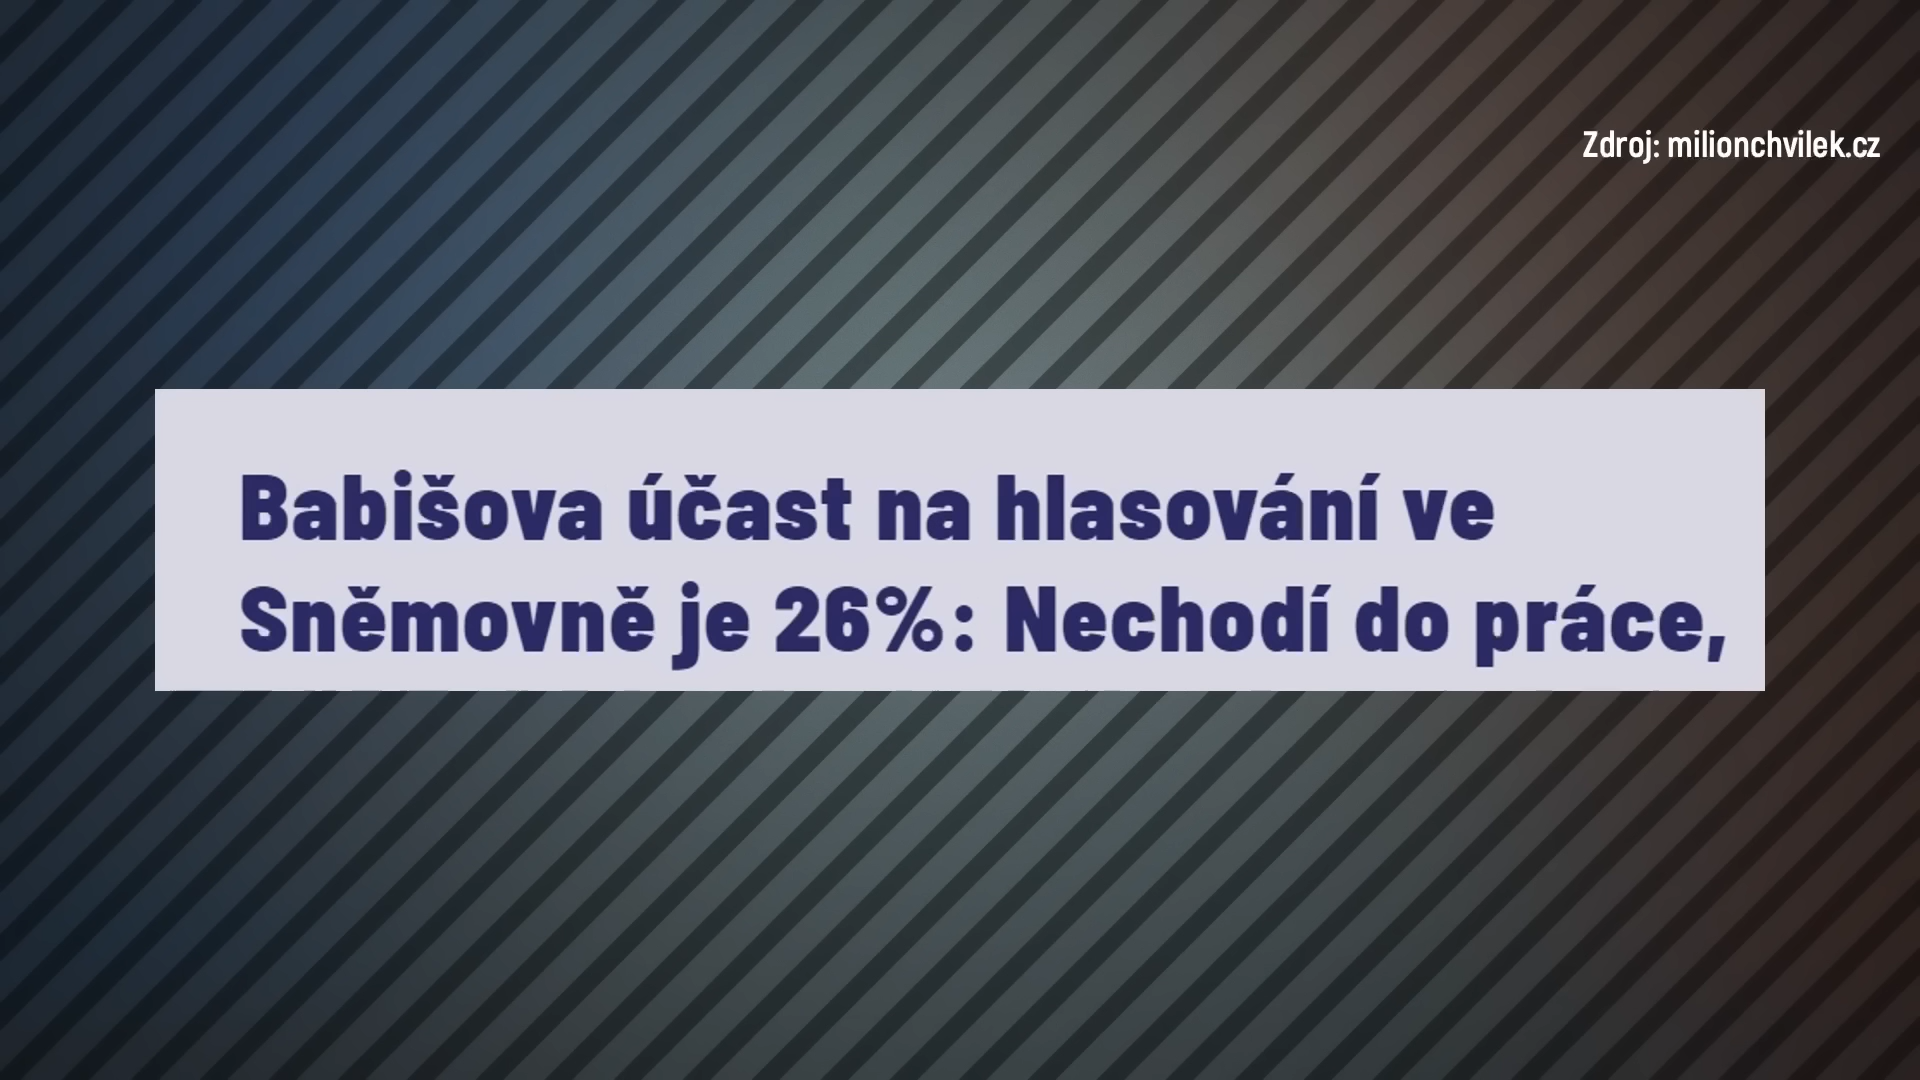 Zdroj: milionchvilek.cz
Babišova účast na hlasování ve
Sněmovně je 26%: Nechodí do práce,